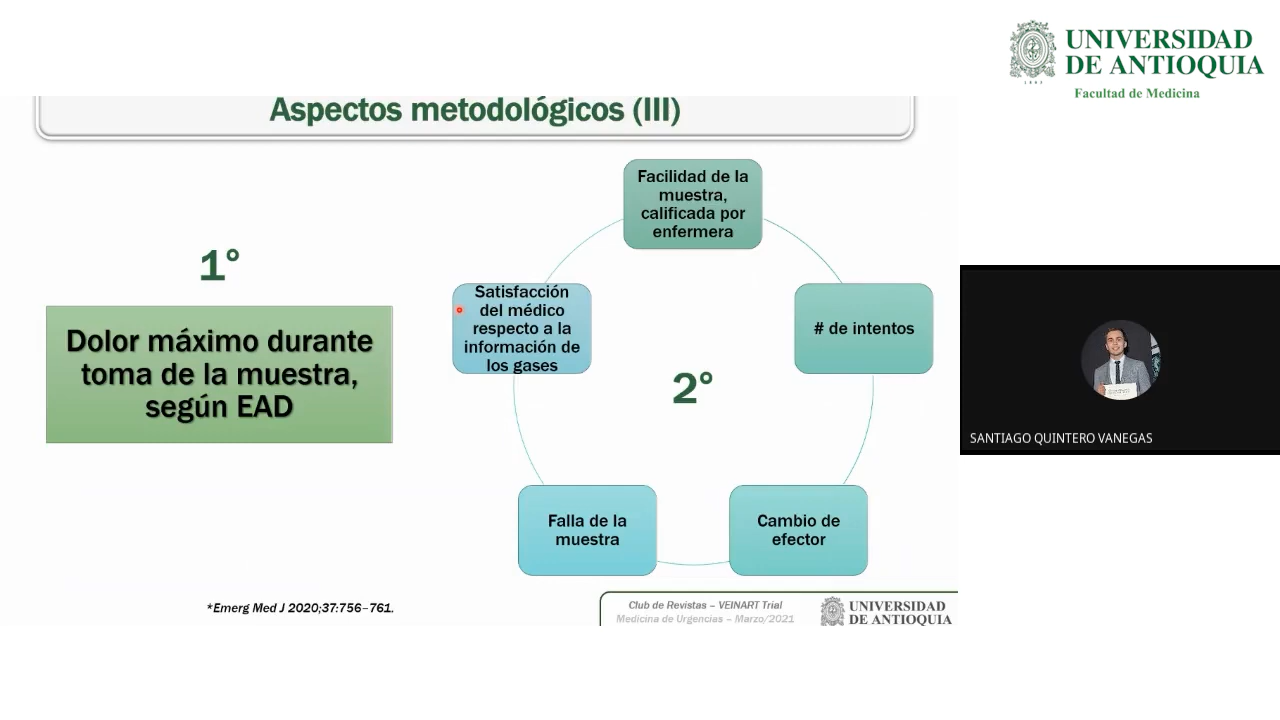 UNIVERSIDAD
DE ANTIOQUIA
1803
Facultad de Medicina
Aspectos metodológicos (III)
1°
Dolor máximo durante
toma de la muestra,
según EAD
Facilidad de la
muestra,
calificada por
enfermera
Satisfacción
del médico
respecto a la
información de
los gases
# de intentos
2°
Falla de la
muestra
Cambio de
efector
SANTIAGO QUINTERO VANEGAS
*Emerg Med J 2020;37:756–761.
Club de Revistas – VEINART Trial
Medicina de Urgencias – Marzo/2021
UNIVERSIDAD
DE ANTIOQUIA